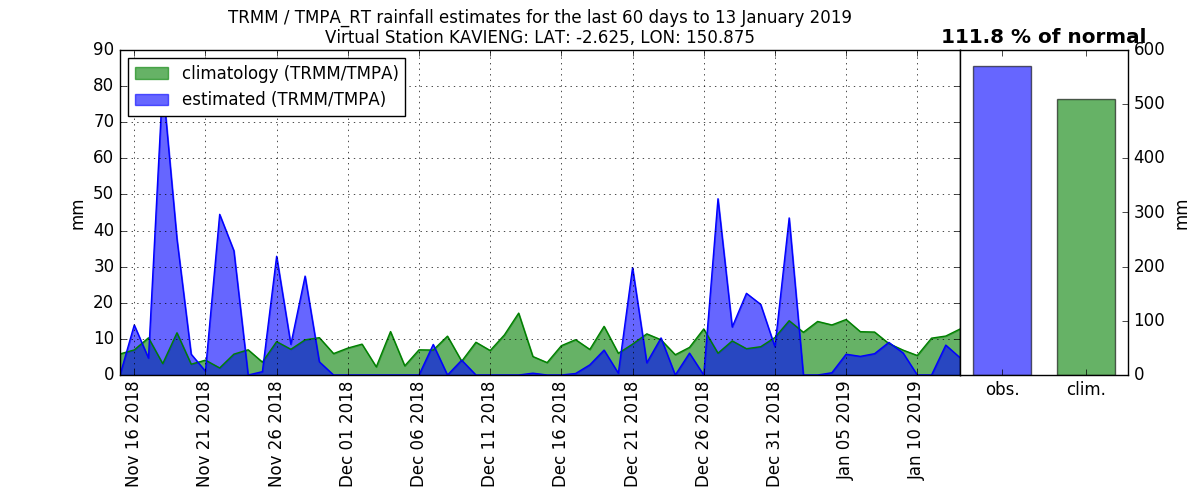 TRMM / TMPA_RT rainfall estimates for the last 60 days to 13 January 2019
Virtual Station KAVIENG: LAT: -2.625, LON: 150.875
111.8 % of normal
climatology (TRMM/TMPA)
estimated (TRMM/TMPA)
90
80
70
60
50
40
30
20
10
0
mm
600
500
400
300
200
100
0
mm
Nov 16 2018
Nov 21 2018
Nov 26 2018
Dec 01 2018
Dec 06 2018
Dec 11 2018
Dec 16 2018
Dec 21 2018
Dec 26 2018
Dec 31 2018
Jan 05 2019
Jan 10 2019
obs.
clim.